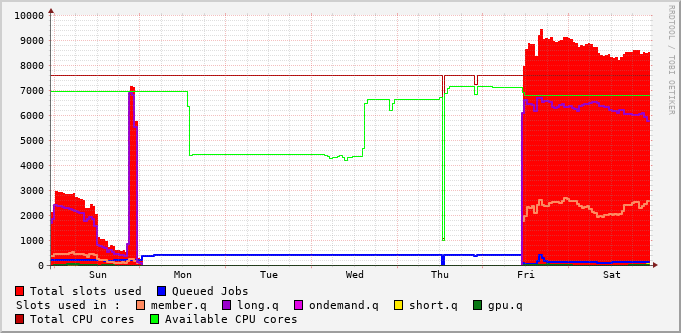 10000
9000
8000
7000
6000
5000
4000
3000
2000
1000
0
Sun Mon Tue Wed Thu Fri Sat
Total slots used Queued Jobs
Slots used in : member.q long.q ondemand.q short.q gpu.q
Total CPU cores Available CPU cores
RRDTOOL / TOBI OETIKER